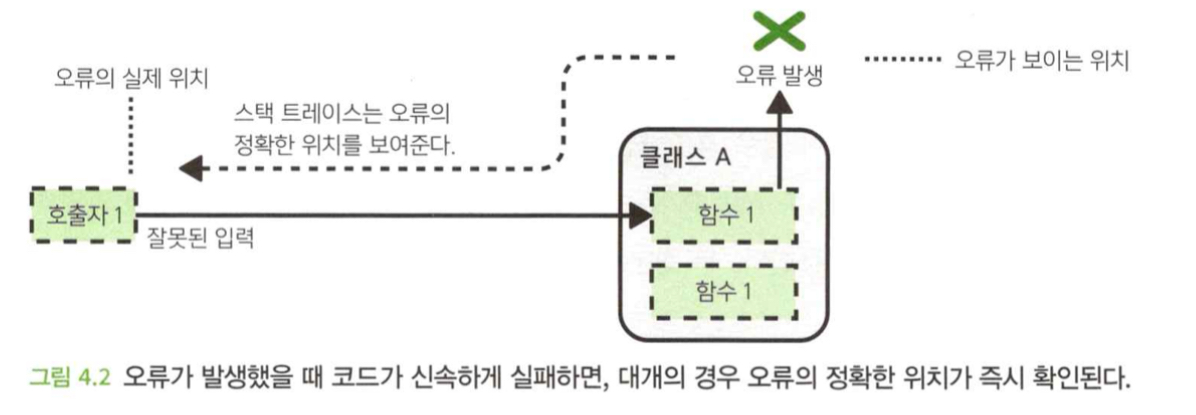 오류 발생
오류가 보이는 위치
오류의 실제 위치
스택 트레이스는 오류의
정확한 위치를 보여준다.
클래스 A
호출자 1
잘못된 입력
함수 1
함수 1
그림 4.2 오류가 발생했을 때 코드가 신속하게 실패하면, 대개의 경우 오류의 정확한 위치가 즉시 확인된다.